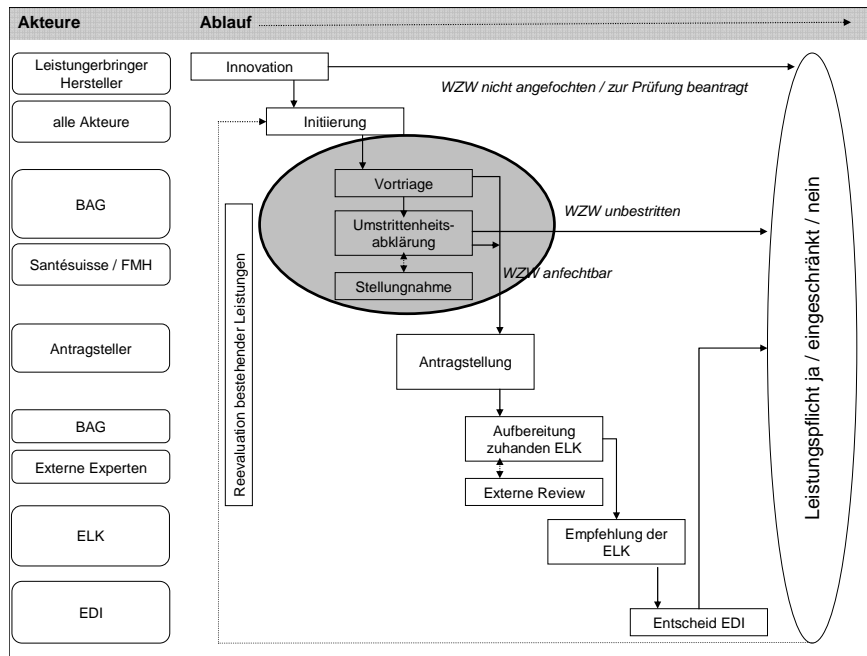 Akteure
Ablauf
Leistungerbringer
Hersteller
Innovation
WZW nicht angefochten / zur Prüfung beantragt
alle Akteure
Initiierung
Vortriage
BAG
WZW unbestritten
Umstrittenheits-
abklärung
Santésuisse / FMH
WZW anfechtbar
Stellungnahme
Reevaluation bestehender Leistungen
Leistungspflicht ja / eingeschränkt / nein
Antragsteller
Antragstellung
BAG
Aufbereitung
zuhanden ELK
Externe Experten
Externe Review
ELK
Empfehlung der
ELK
EDI
Entscheid EDI